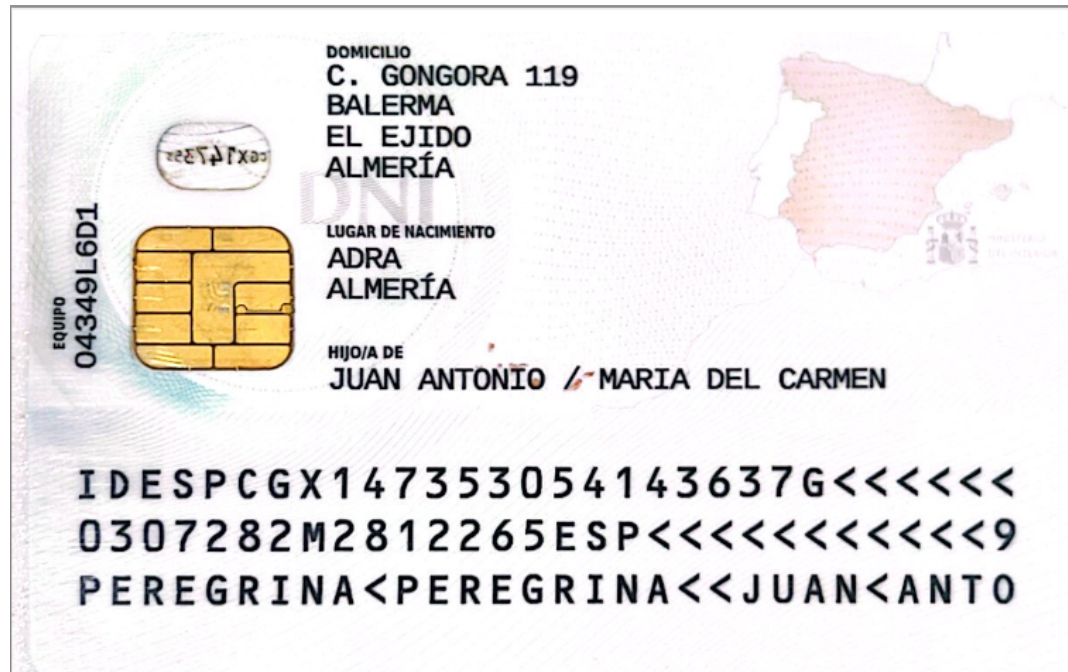 DOMICILIO
C. GONGORA 119
BALERMA
EL EJIDO
ALMERÍA
DNI
LUGAR DE NACIMIENTO
ADRA
ALMERÍA
EQUIPO
04349L6D1
HIJO/A DE
JUAN ANTONIO / MARIA DEL CARMEN
IDESPCGX147353054143637G<<<<<<
0307282M2812265ESP<<<<<<<<<<<9
PEREGRINA<PEREGRINA<<JUAN<ANTO